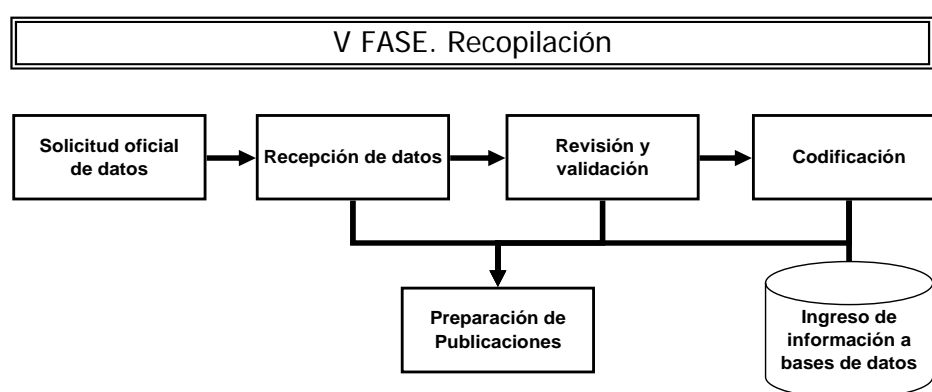 V FASE. Recopilación
Solicitud oficial
de datos
Recepción de datos
Revisión y
validación
Codificación
Preparación de
Publicaciones
Ingreso de
información a
bases de datos